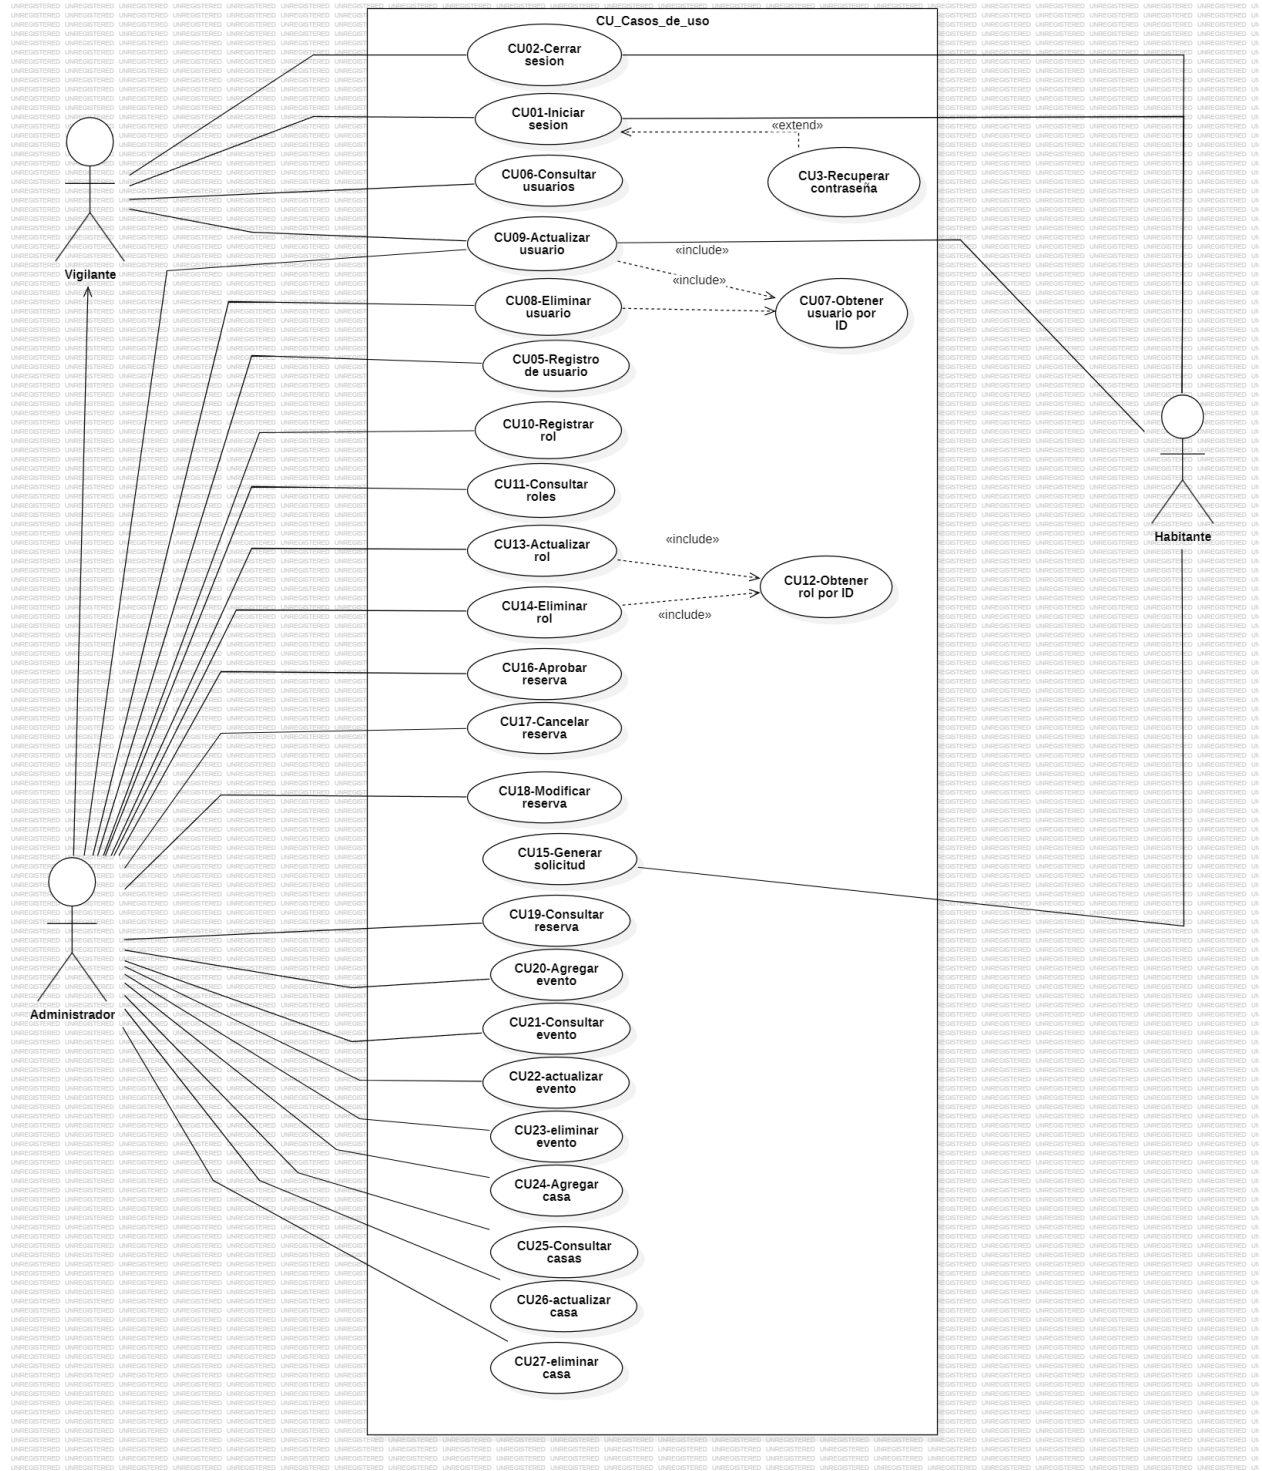 CU_Casos_de_uso
CU02-Cerrar
sesion
CU01-Iniciar
sesion
«extend»
CU3-Recuperar
contraseña
CU06-Consultar
usuarios
CU09-Actualizar
usuario
«include»
«include»
Vigilante
CU08-Eliminar
usuario
CU07-Obtener
usuario por
ID
CU05-Registro
de usuario
CU10-Registrar
rol
CU11-Consultar
roles
Habitante
CU13-Actualizar
rol
«include»
CU12-Obtener
rol por ID
CU14-Eliminar
rol
«include»
CU16-Aprobar
reserva
CU17-Cancelar
reserva
CU18-Modificar
reserva
CU15-Generar
solicitud
CU19-Consultar
reserva
CU20-Agregar
evento
Administrador
CU21-Consultar
evento
CU22-actualizar
evento
CU23-eliminar
evento
CU24-Agregar
casa
CU25-Consultar
casas
CU26-actualizar
casa
CU27-eliminar
casa
UNREGISTERED